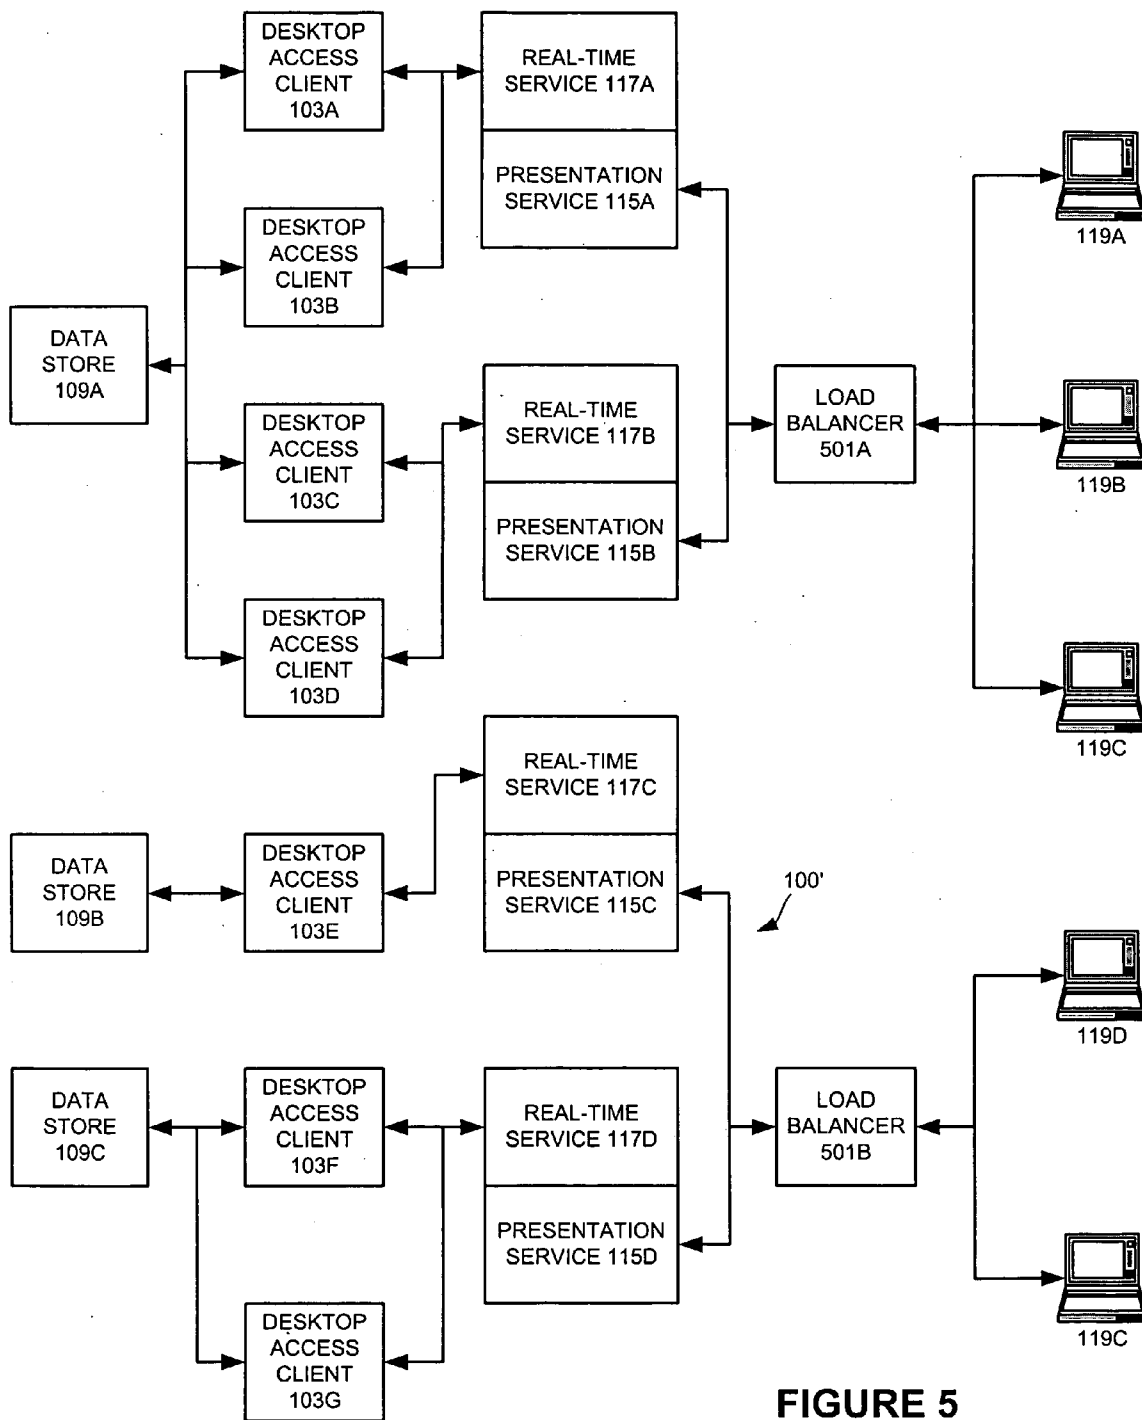 DESKTOP
ACCESS
CLIENT
103A
REAL-TIME
SERVICE 117A
PRESENTATION
SERVICE 115A
119A
DESKTOP
ACCESS
CLIENT
103B
DATA
STORE
109A
DESKTOP
ACCESS
CLIENT
103C
REAL-TIME
SERVICE 117B
PRESENTATION
SERVICE 115B
LOAD
BALANCER
501A
119B
DESKTOP
ACCESS
CLIENT
103D
119C
REAL-TIME
SERVICE 117C
PRESENTATION
SERVICE 115C
DATA
STORE
109B
DESKTOP
ACCESS
CLIENT
103E
100'
119D
DATA
STORE
109C
DESKTOP
ACCESS
CLIENT
103F
REAL-TIME
SERVICE 117D
PRESENTATION
SERVICE 115D
LOAD
BALANCER
501B
119C
DESKTOP
ACCESS
CLIENT
103G
FIGURE 5